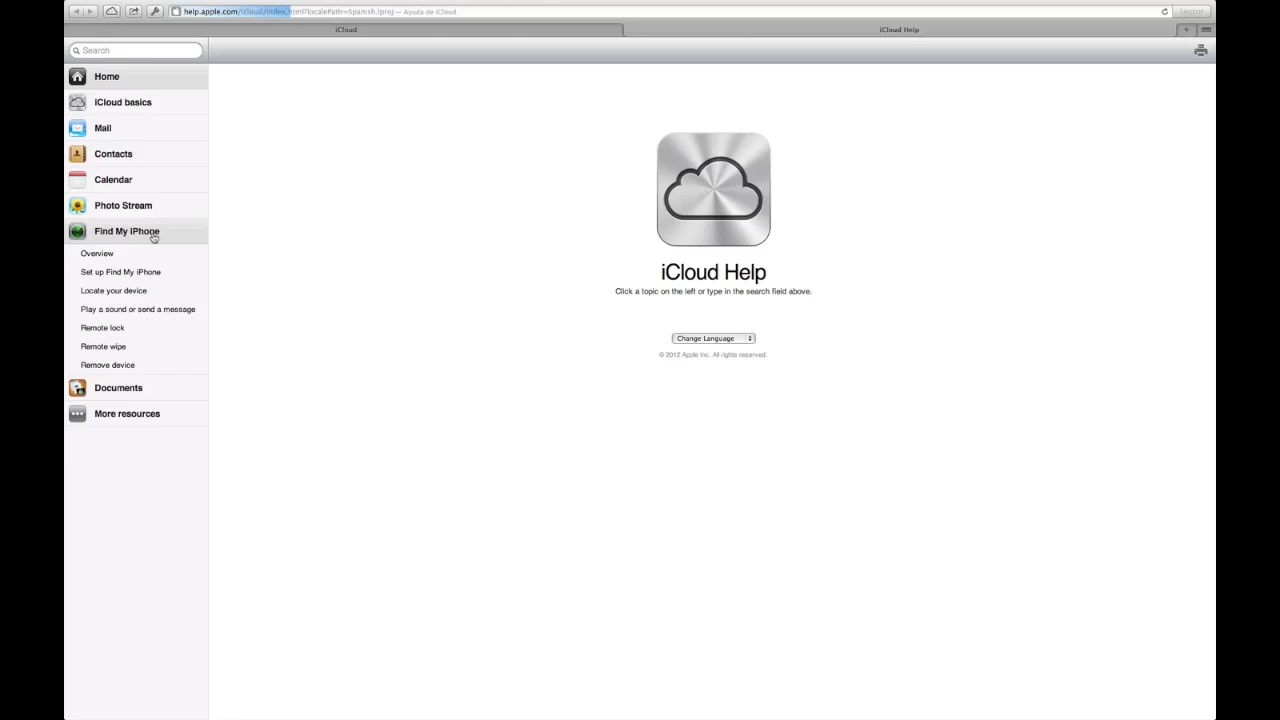 help.apple.com/icloud/index.html?localePath=Spanish.lproj — Ayuda de iCloud
Lector
iCloud
iCloud Help
Search
Home
iCloud basics
Mail
Contacts
Calendar
Photo Stream
Find My iPhone
Overview
Set up Find My iPhone
Locate your device
Play a sound or send a message
Remote lock
Remote wipe
Remove device
Documents
More resources
iCloud Help
Click a topic on the left or type in the search field above.
Change Language
© 2012 Apple Inc. All rights reserved.